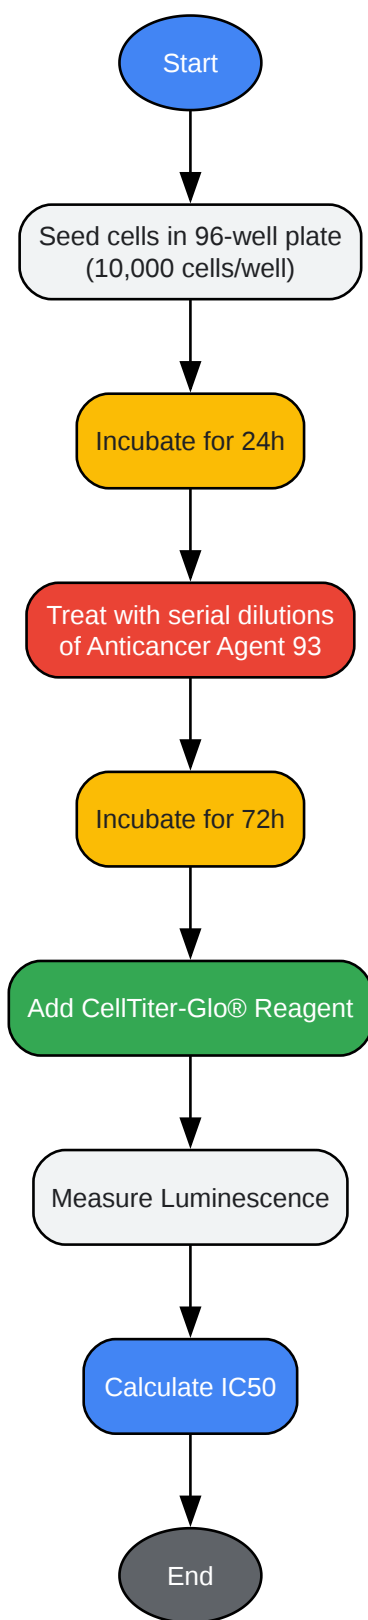 Start
Seed cells in 96-well plate
(10,000 cells/well)
Incubate for 24h
Treat with serial dilutions
of Anticancer Agent 93
Incubate for 72h
Add CellTiter-Glo® Reagent
Measure Luminescence
Calculate IC50
End